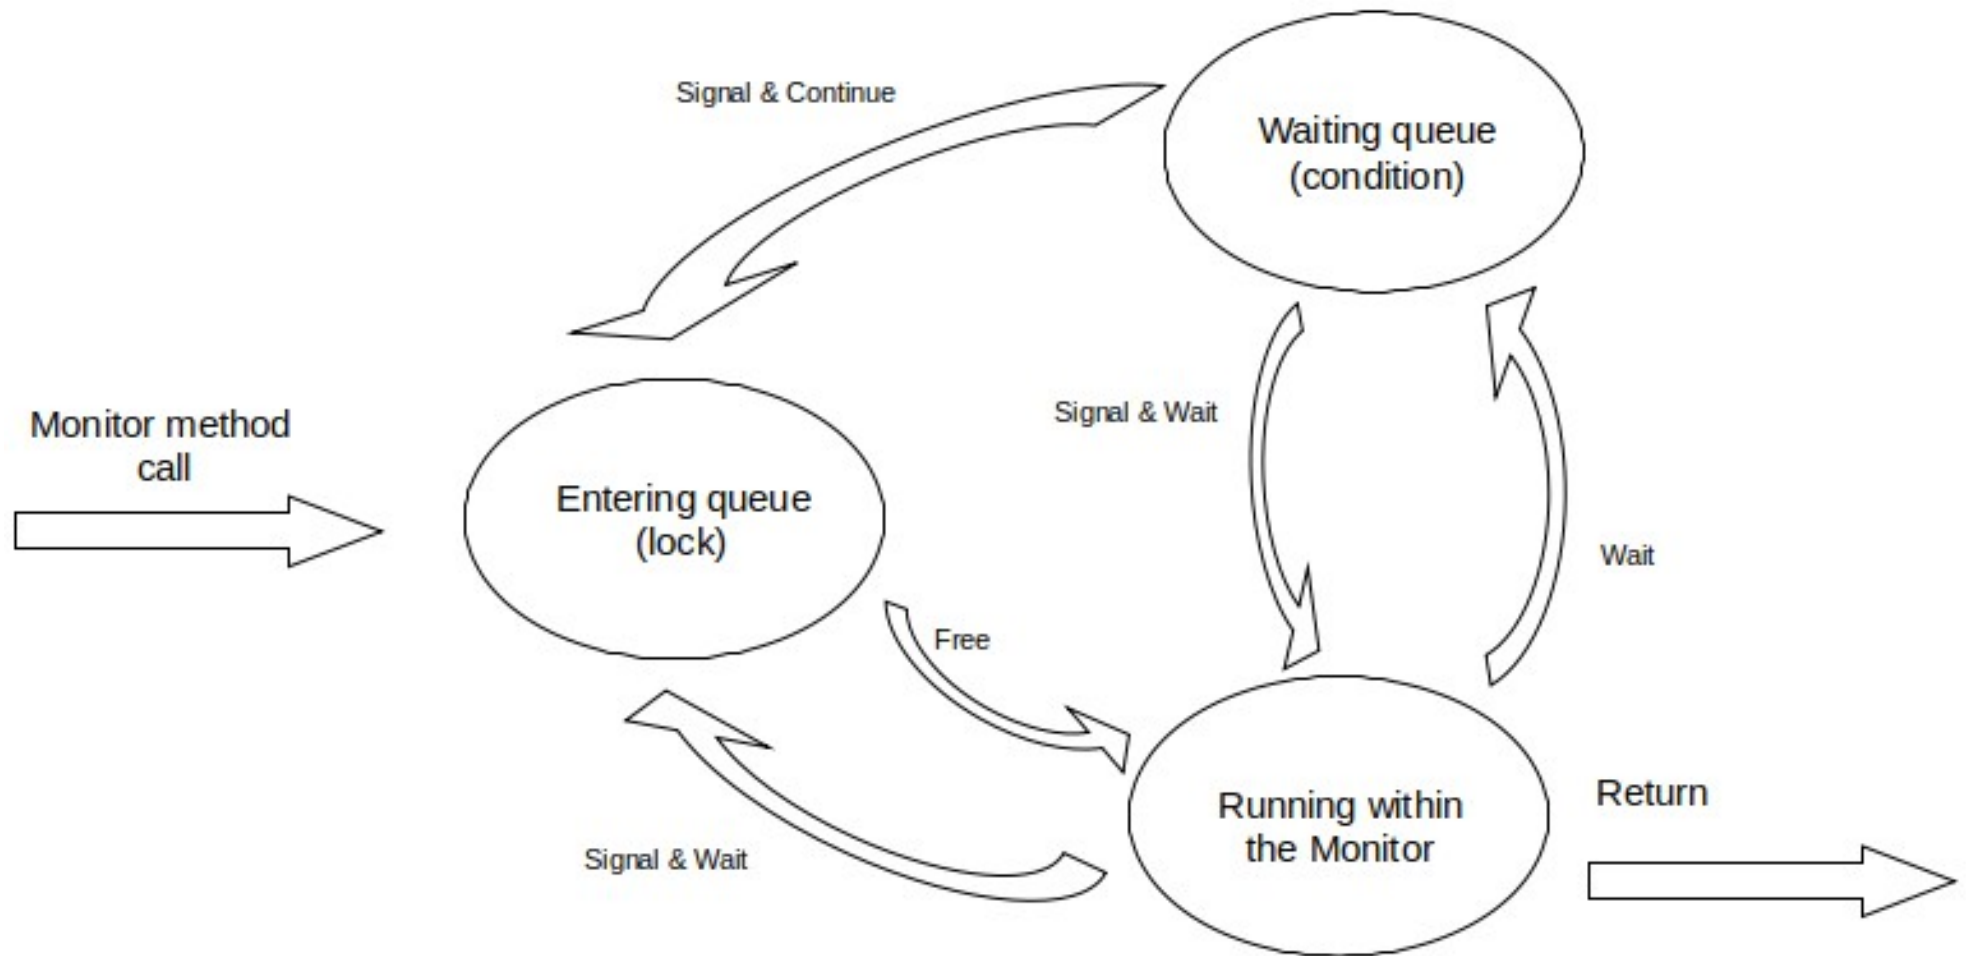 Signal & Continue
Waiting queue
(condition)
Monitor method
call
Entering queue
(lock)
Signal & Wait
Wait
Free
Running within
the Monitor
Return
Signal & Wait